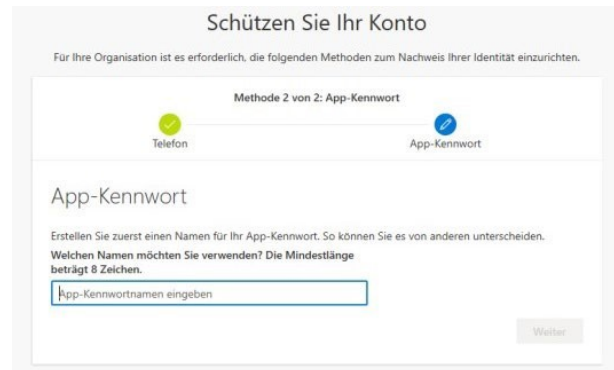 Schützen Sie Ihr Konto
Für Ihre Organisation ist es erforderlich, die folgenden Methoden zum Nachweis Ihrer Identität einzurichten.
Methode 2 von 2: App-Kennwort
Telefon
App-Kennwort
App-Kennwort
Erstellen Sie zuerst einen Namen für Ihr App-Kennwort. So können Sie es von anderen unterscheiden.
Welchen Namen möchten Sie verwenden? Die Mindestlänge
beträgt 8 Zeichen.
App-Kennwortnamen eingeben
Weiter